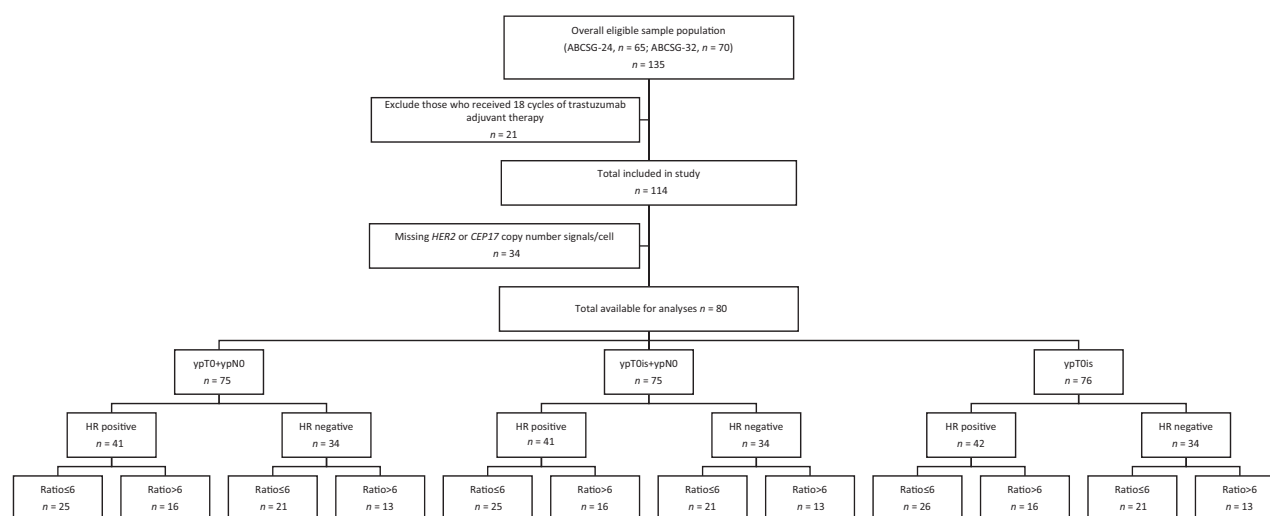 Overall eligible sample population
(ABCSG-24, n = 65; ABCSG-32, n = 70)
n = 135
Exclude those who received 18 cycles of trastuzumab
adjuvant therapy
n = 21
Total included in study
n = 114
Missing HER2 or CEP17 copy number signals/cell
n = 34
Total available for analyses n = 80
ypT0+ypN0
n = 75
ypT0is+ypN0
n = 75
ypT0is
n = 76
HR positive
n = 41
HR negative
n = 34
HR positive
n = 41
HR negative
n = 34
HR positive
n = 42
HR negative
n = 34
Ratio≤6
n = 25
Ratio>6
n = 16
Ratio≤6
n = 21
Ratio>6
n = 13
Ratio≤6
n = 25
Ratio>6
n = 16
Ratio≤6
n = 21
Ratio>6
n = 13
Ratio≤6
n = 26
Ratio>6
n = 16
Ratio≤6
n = 21
Ratio>6
n = 13